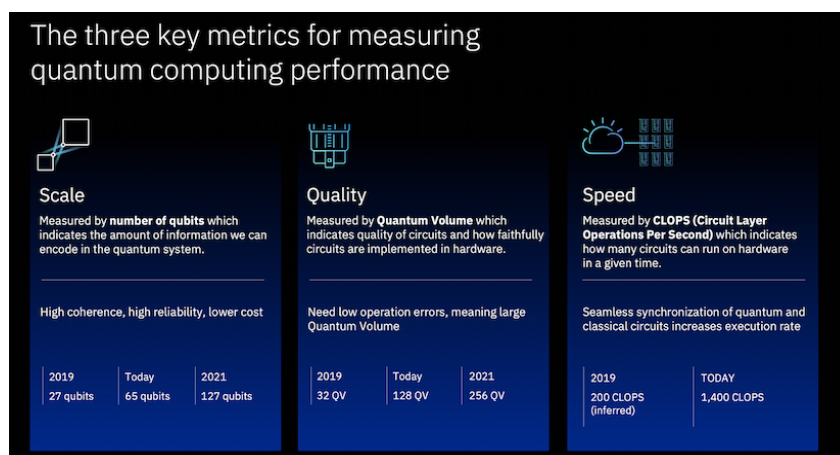 The three key metrics for measuring
quantum computing performance
Scale
Measured by number of qubits which
indicates the amount of information we can
encode in the quantum system.
High coherence, high reliability, lower cost
2019
27 qubits
Today
65 qubits
2021
127 qubits
Quality
Measured by Quantum Volume which
indicates quality of circuits and how faithfully
circuits are implemented in hardware.
Need low operation errors, meaning large
Quantum Volume
2019
32 QV
Today
128 QV
2021
256 QV
Speed
Measured by CLOPS (Circuit Layer
Operations Per Second) which indicates
how many circuits can run on hardware
in a given time.
Seamless synchronization of quantum and
classical circuits increases execution rate
2019
200 CLOPS
(inferred)
TODAY
1,400 CLOPS